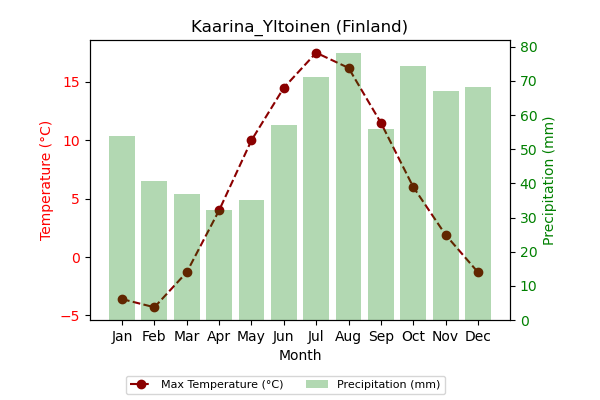 Kaarina_Yltoinen (Finland)
Temperature (°C)
15
10
5
0
−5
80
70
60
50
40
30
20
10
0
Precipitation (mm)
Jan Feb Mar Apr May Jun Jul Aug Sep Oct Nov Dec
Month
Max Temperature (°C) Precipitation (mm)